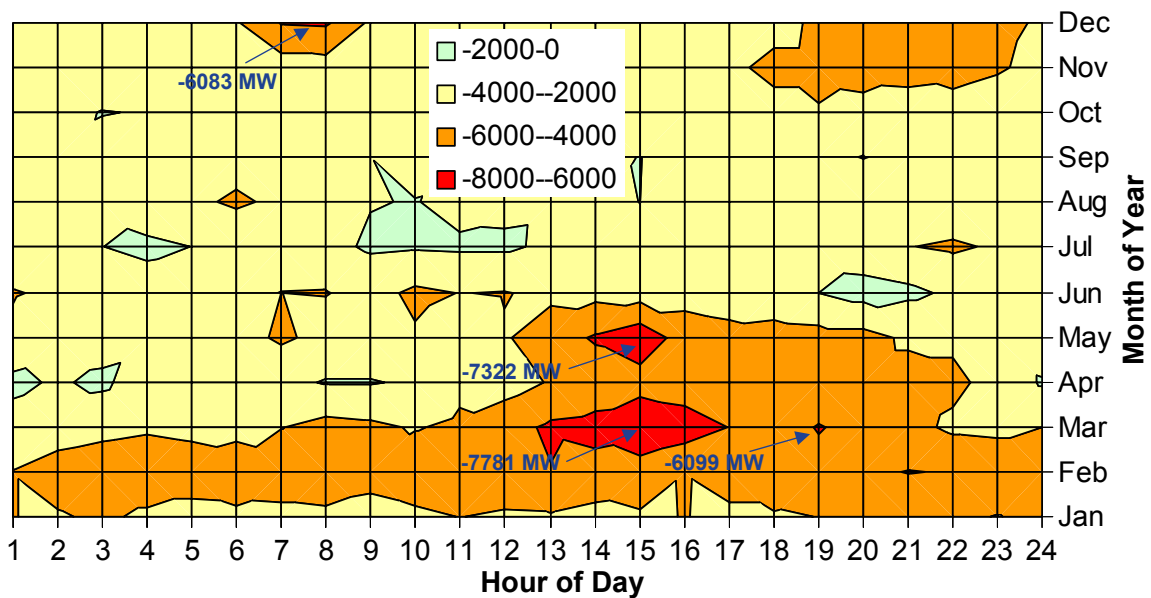 Dec
-2000-0
-6083 MW
Nov
-4000--2000
Oct
-6000--4000
Sep
-8000--6000
Aug
Jul
Jun
May
-7322 MW
Apr
Mar
-7781 MW
-6099 MW
Feb
Jan
Month of Year
1 2 3 4 5 6 7 8 9 10 11 12 13 14 15 16 17 18 19 20 21 22 23 24
Hour of Day